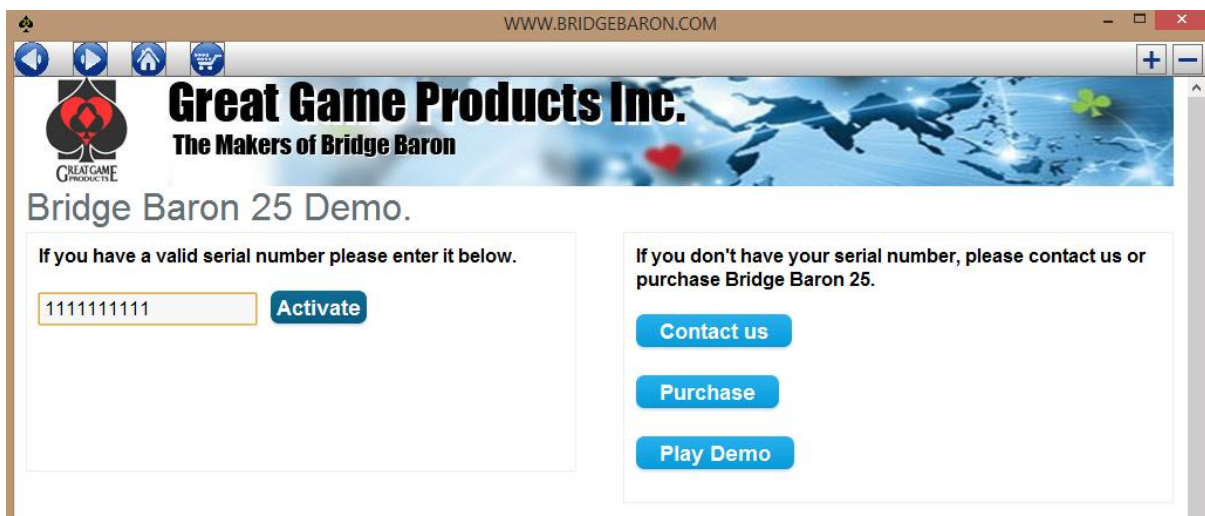 WWW.BRIDGEBARON.COM
Great Game Products Inc.
The Makers of Bridge Baron
GREAT GAME
PRODUCTS
Bridge Baron 25 Demo.
If you have a valid serial number please enter it below.
1111111111 Activate
If you don't have your serial number, please contact us or
purchase Bridge Baron 25.
Contact us
Purchase
Play Demo